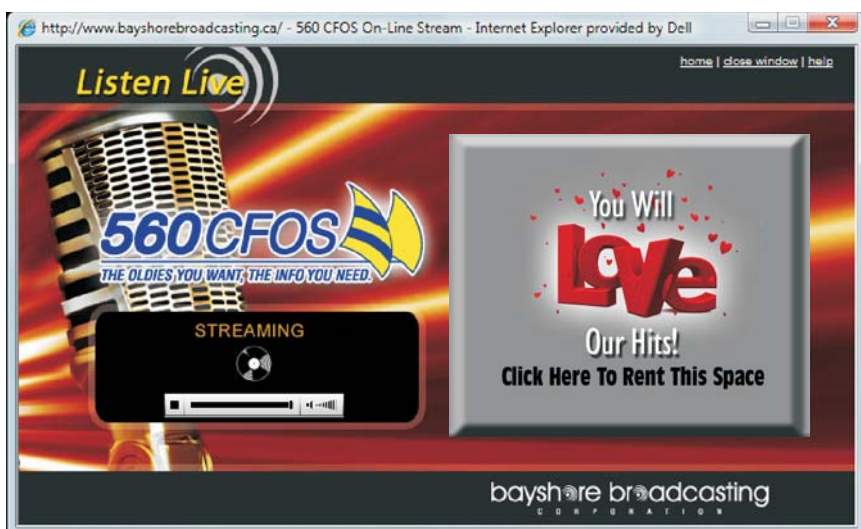 http://www.bayshorebroadcasting.ca/ - 560 CFOS On-Line Stream - Internet Explorer provided by Dell
home | close window | help
Listen Live
560 CFOS
THE OLDIES YOU WANT, THE INFO YOU NEED.
STREAMING
You Will
Love
Our Hits!
Click Here To Rent This Space
bayshore broadcasting
CORPORATION